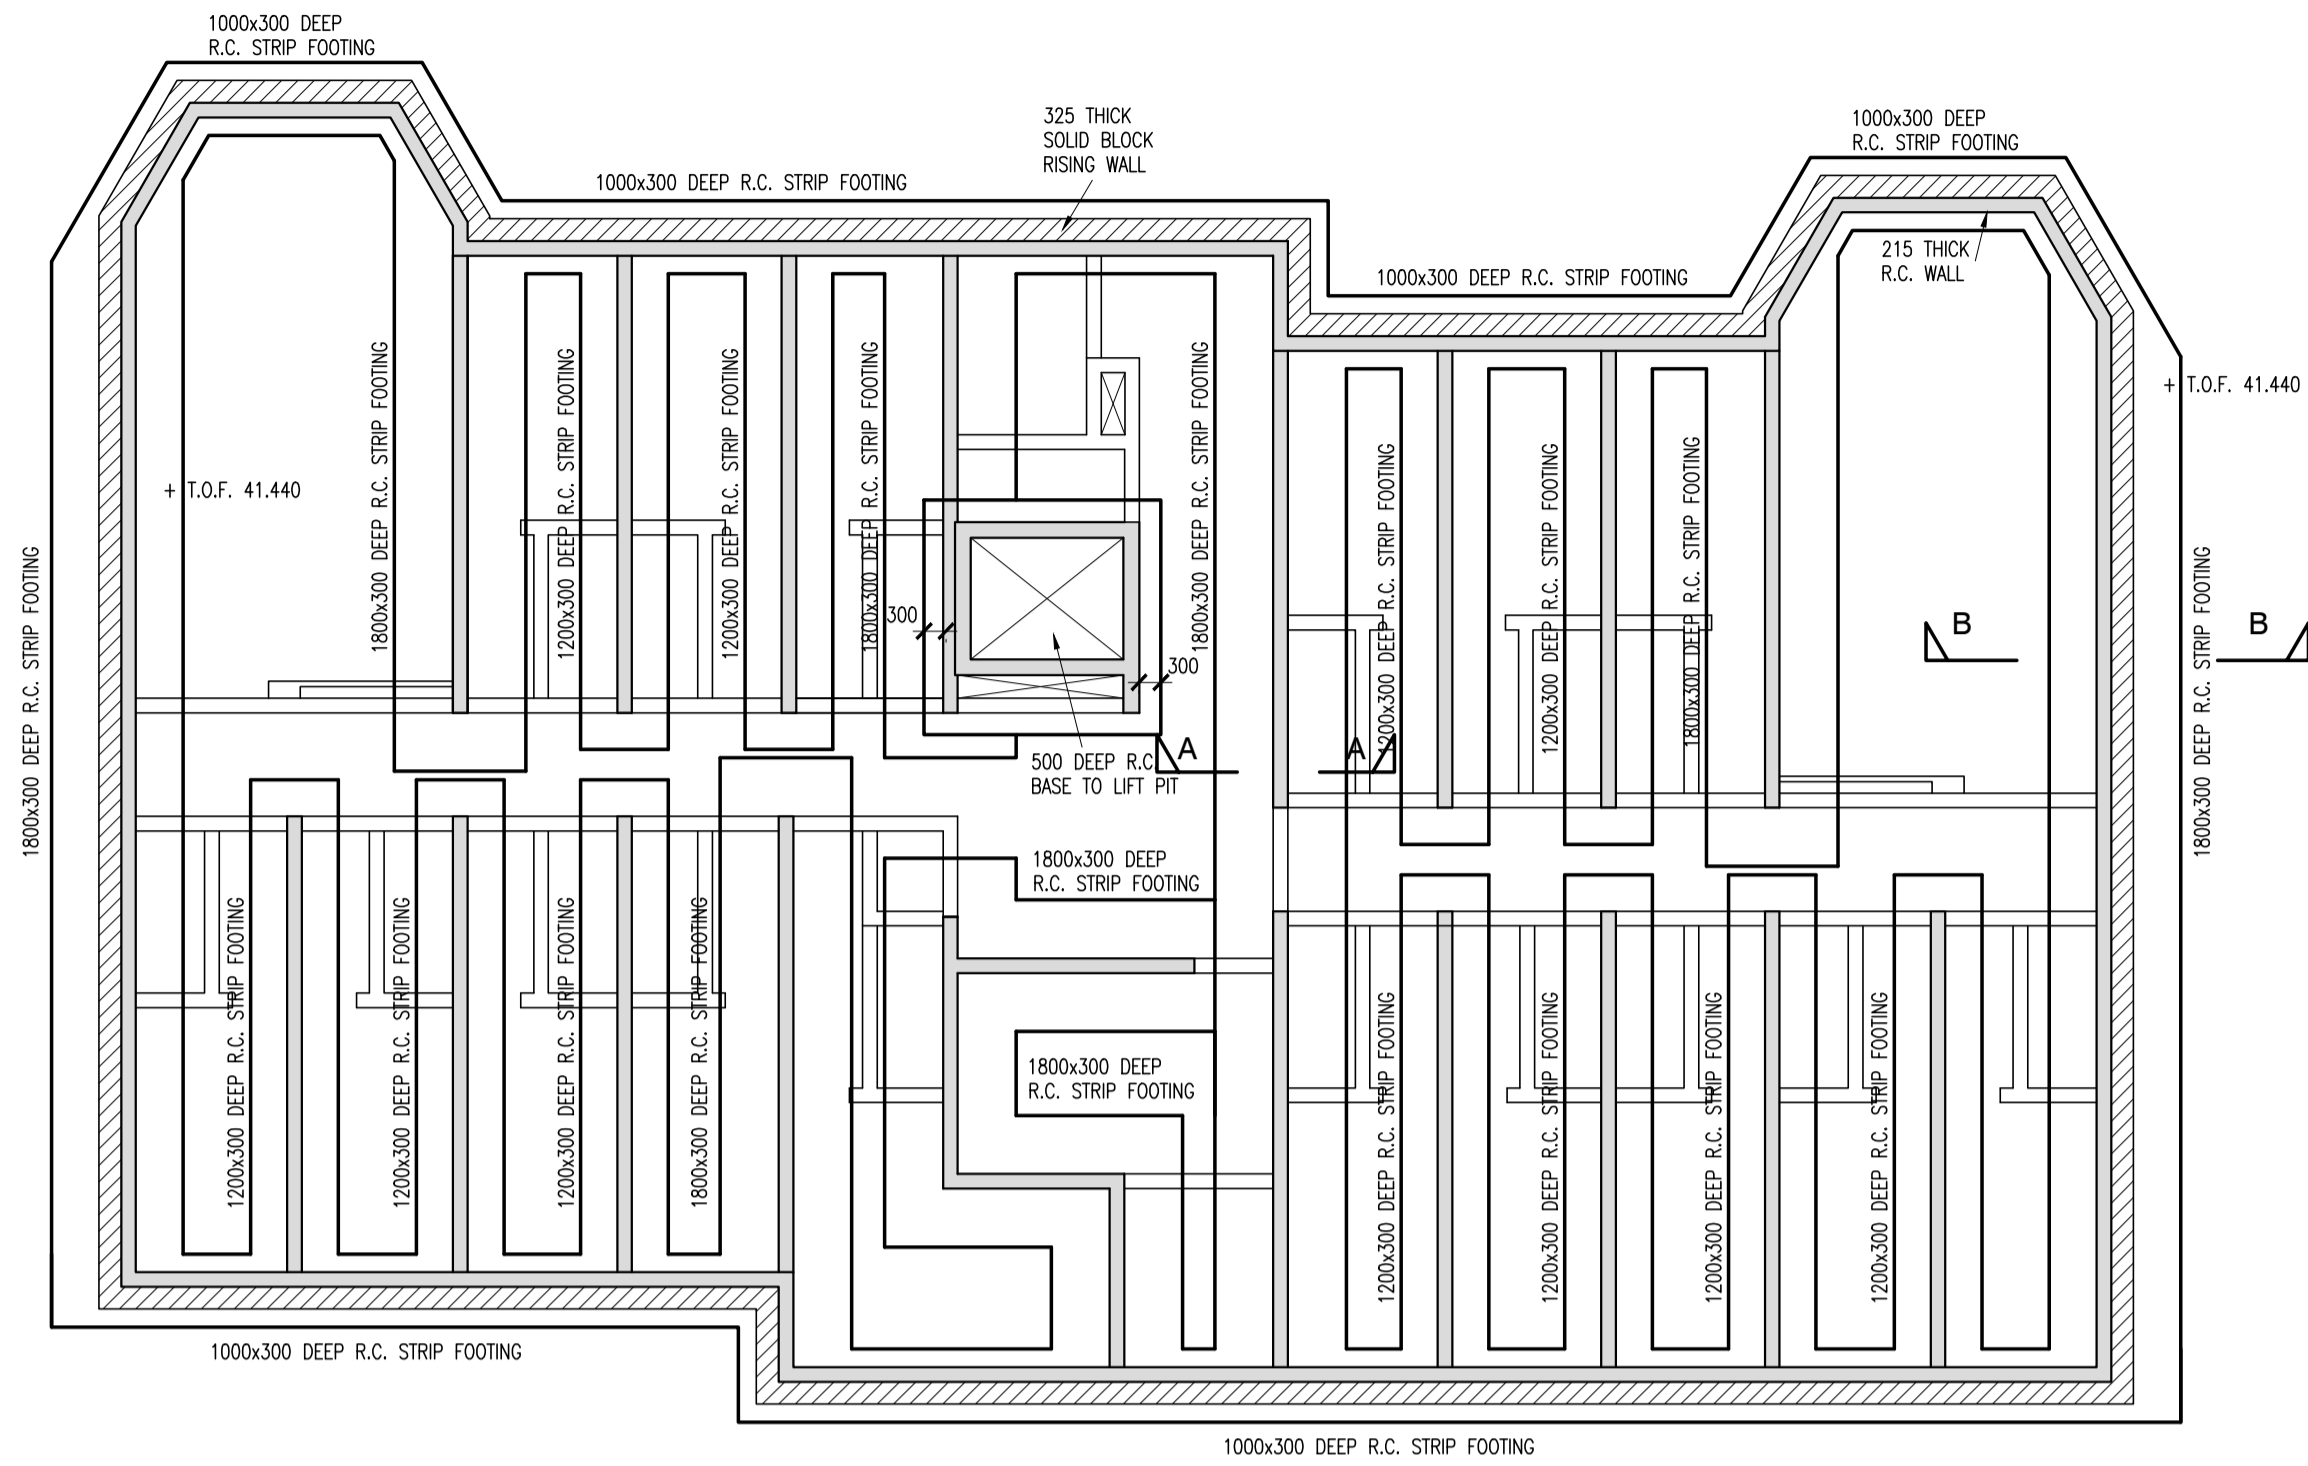 1000x300 DEEP
R.C. STRIP FOOTING
325 THICK
SOLID BLOCK
RISING WALL
1000x300 DEEP
R.C. STRIP FOOTING
1000x300 DEEP R.C. STRIP FOOTING
215 THICK
R.C. WALL
1000x300 DEEP R.C. STRIP FOOTING
+ T.O.F. 41.440
+ T.O.F. 41.440
1800x300 DEEP R.C. STRIP FOOTING
1800x300 DEEP R.C. STRIP FOOTING
1200x300 DEEP R.C. STRIP FOOTING
1200x300 DEEP R.C. STRIP FOOTING
1800x300 DEEP R.C. STRIP FOOTING
1800x300 DEEP R.C. STRIP FOOTING
1200x300 DEEP R.C. STRIP FOOTING
1200x300 DEEP R.C. STRIP FOOTING
1800x300 DEEP R.C. STRIP FOOTING
1800x300 DEEP R.C. STRIP FOOTING
300
300
B
B
A
A
500 DEEP R.C
BASE TO LIFT PIT
1800x300 DEEP
R.C. STRIP FOOTING
1800x300 DEEP
R.C. STRIP FOOTING
1200x300 DEEP R.C. STRIP FOOTING
1200x300 DEEP R.C. STRIP FOOTING
1200x300 DEEP R.C. STRIP FOOTING
1800x300 DEEP R.C. STRIP FOOTING
1200x300 DEEP R.C. STRIP FOOTING
1200x300 DEEP R.C. STRIP FOOTING
1200x300 DEEP R.C. STRIP FOOTING
1200x300 DEEP R.C. STRIP FOOTING
1000x300 DEEP R.C. STRIP FOOTING
1000x300 DEEP R.C. STRIP FOOTING